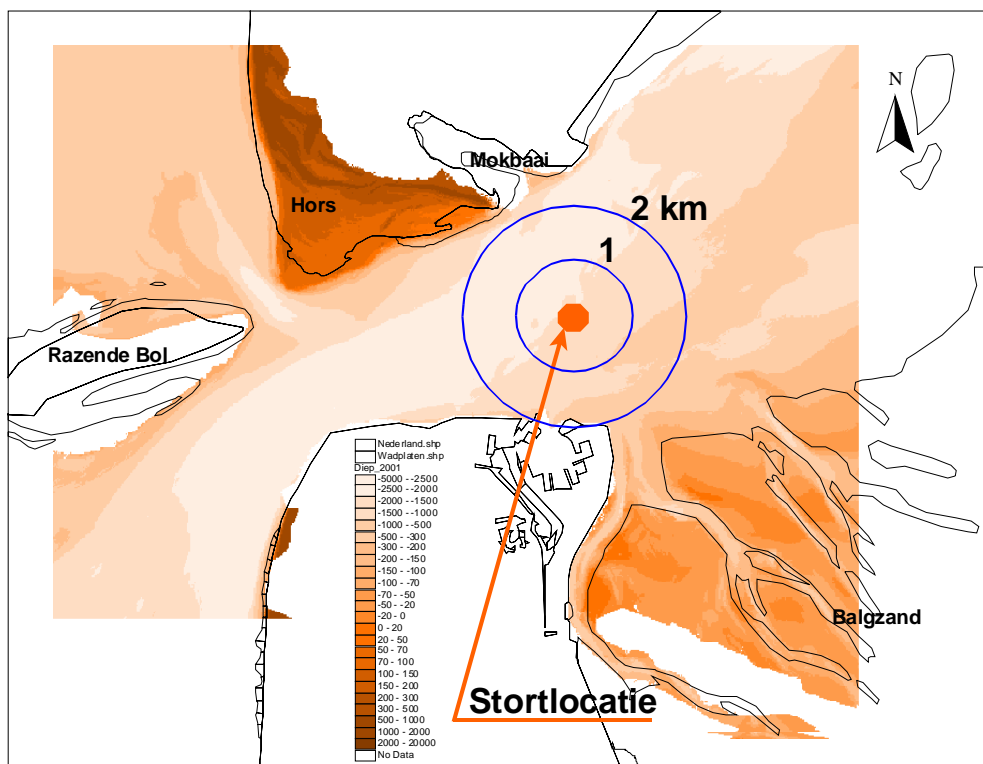 N
Mokbaai
Hors
2 km
1
Razende Bol
Nederland.shp
Wadplaten.shp
Diep_2001
-5000 - -2500
-2500 - -2000
-2000 - -1500
-1500 - -1000
-1000 - -500
-500 - -300
-300 - -200
-200 - -150
-150 - -100
-100 - -70
-70 - -50
-50 - -20
-20 - 0
0 - 20
20 - 50
50 - 70
70 - 100
100 - 150
150 - 200
200 - 300
300 - 500
500 - 1000
1000 - 2000
2000 - 20000
No Data
Balgzand
Stortlocatie